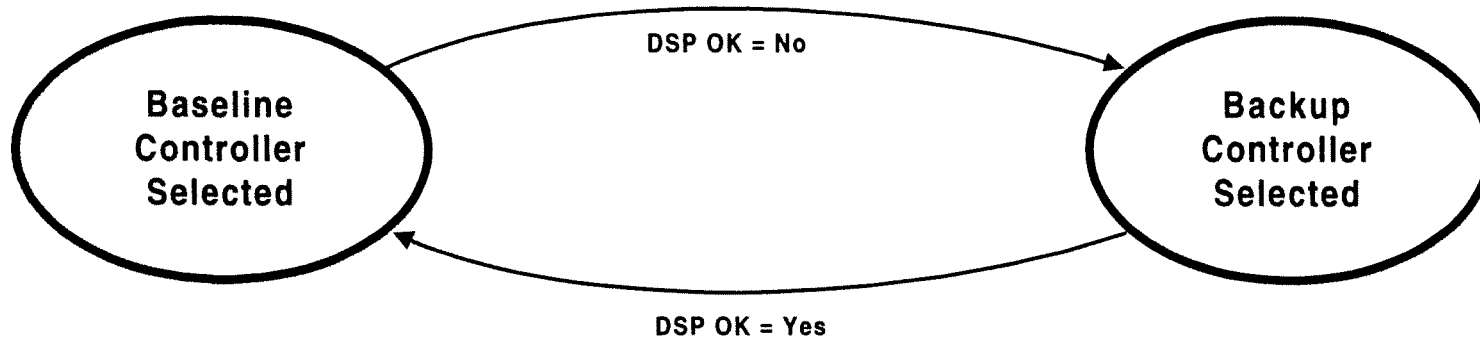 DSP OK = No
Baseline
Controller
Selected
Backup
Controller
Selected
DSP OK = Yes